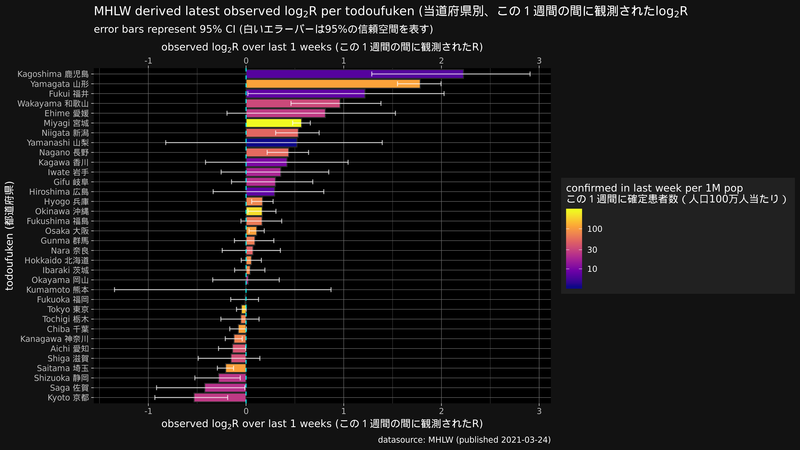 MHLW derived latest observed log2R per todoufuken (当道府県別、この１週間の間に観測されたlog2R
error bars represent 95% CI (白いエラーバーは95%の信頼空間を表す)
observed log2R over last 1 weeks (この１週間の間に観測されたR)
-1 0 1 2 3
todoufuken (都道府県)
Kagoshima 鹿児島
Yamagata 山形
Fukui 福井
Wakayama 和歌山
Ehime 愛媛
Miyagi 宮城
Niigata 新潟
Yamanashi 山梨
Nagano 長野
Kagawa 香川
Iwate 岩手
Gifu 岐阜
Hiroshima 広島
Hyogo 兵庫
Okinawa 沖縄
Fukushima 福島
Osaka 大阪
Gunma 群馬
Nara 奈良
Hokkaido 北海道
Ibaraki 茨城
Okayama 岡山
Kumamoto 熊本
Fukuoka 福岡
Tokyo 東京
Tochigi 栃木
Chiba 千葉
Kanagawa 神奈川
Aichi 愛知
Shiga 滋賀
Saitama 埼玉
Shizuoka 静岡
Saga 佐賀
Kyoto 京都
-1 0 1 2 3
observed log2R over last 1 weeks (この１週間の間に観測されたR)
confirmed in last week per 1M pop
この１週間に確定患者数（人口100万人当たり）
100
30
10
datasource: MHLW (published 2021-03-24)